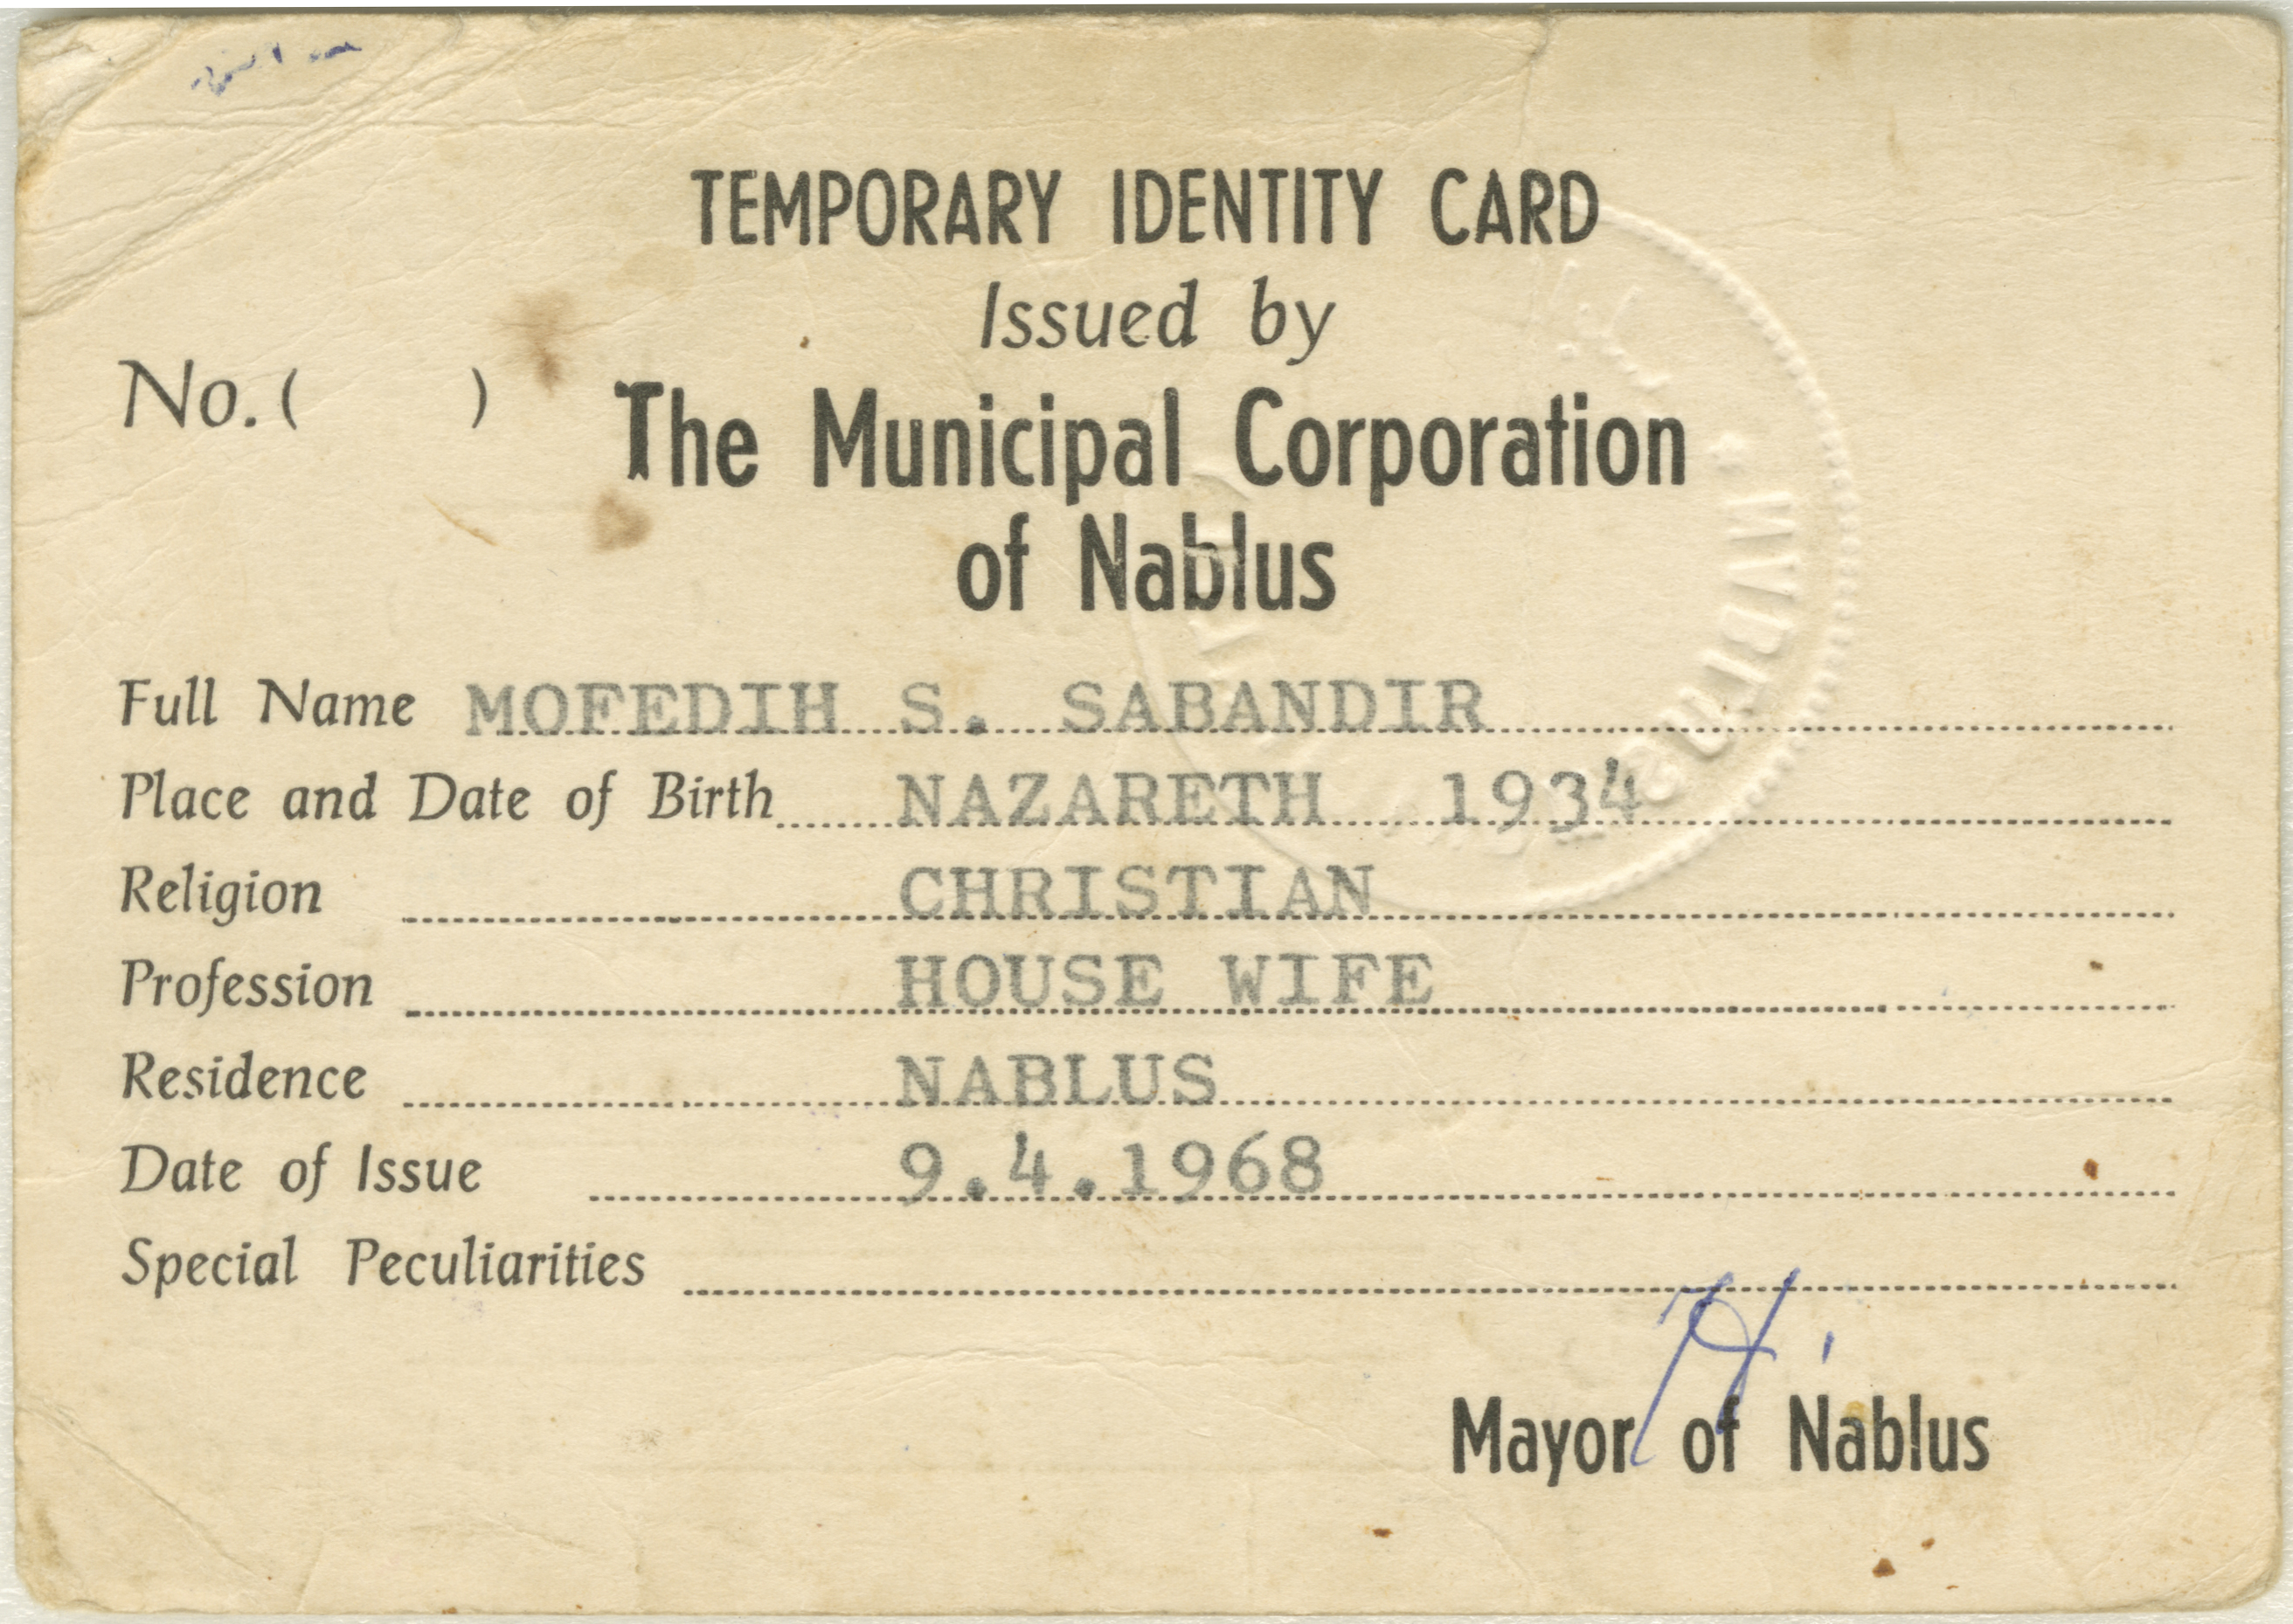 TEMPORARY IDENTITY CARD
Issued by
No. ( )
The Municipal Corporation
of Nablus
Full Name MOFEDIH S. SABANDIR
Place and Date of Birth NAZARETH 1934
Religion CHRISTIAN
Profession HOUSE WIFE
Residence NABLUS
Date of Issue 9.4.1968
Special Peculiarities
Mayor of Nablus